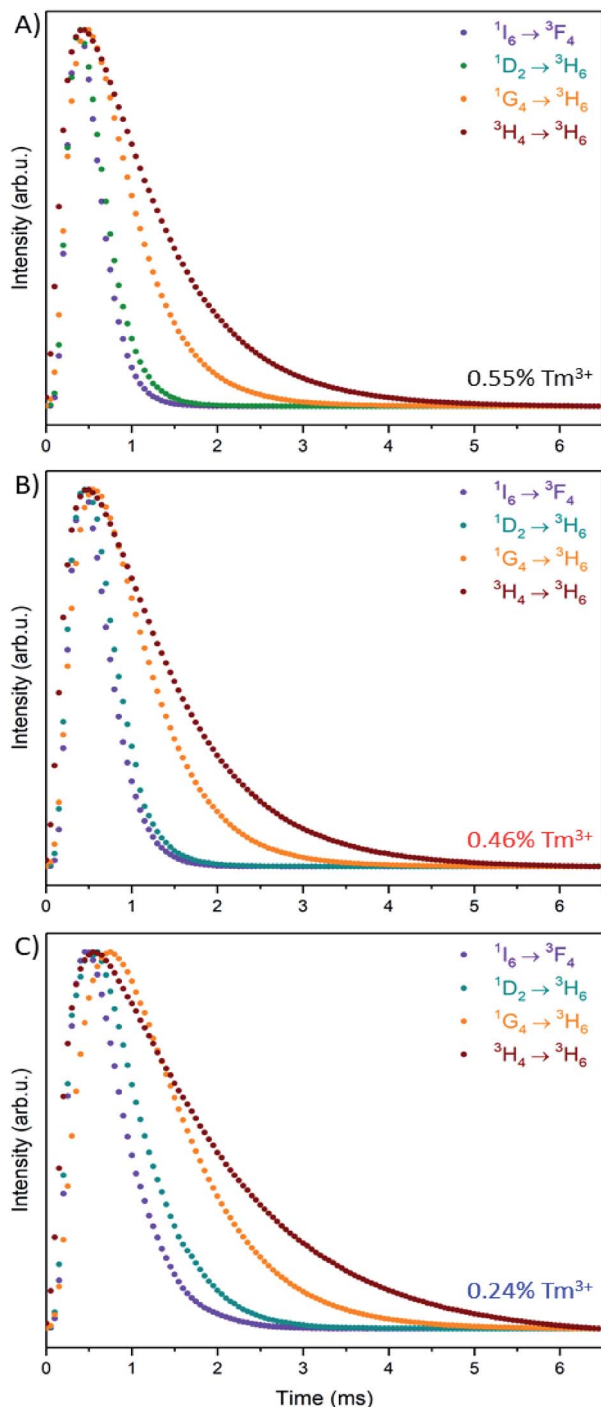 A)
Intensity (arb.u.)
¹I₆ → ³F₄
¹D₂ → ³H₆
¹G₄ → ³H₆
³H₄ → ³H₆
0.55% Tm³⁺
0 1 2 3 4 5 6
B)
Intensity (arb.u.)
¹I₆ → ³F₄
¹D₂ → ³H₆
¹G₄ → ³H₆
³H₄ → ³H₆
0.46% Tm³⁺
0 1 2 3 4 5 6
C)
Intensity (arb.u.)
¹I₆ → ³F₄
¹D₂ → ³H₆
¹G₄ → ³H₆
³H₄ → ³H₆
0.24% Tm³⁺
0 1 2 3 4 5 6
Time (ms)